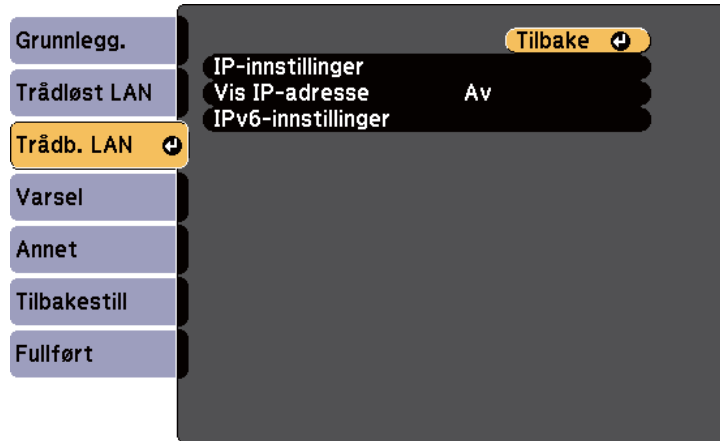 Grunnlegg.
Trådløst LAN
Trådb. LAN
Varsel
Annet
Tilbakestill
Fullført
Tilbake
IP-innstillinger
Vis IP-adresse Av
IPv6-innstillinger